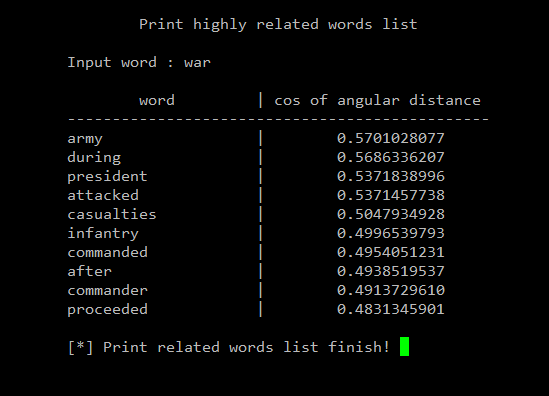 Print highly related words list
Input word : war
word | cos of angular distance
-----------------------------------------------
army | 0.5701028077
during | 0.5686336207
president | 0.5371838996
attacked | 0.5371457738
casualties | 0.5047934928
infantry | 0.4996539793
commanded | 0.4954051231
after | 0.4938519537
commander | 0.4913729610
proceeded | 0.4831345901
[*] Print related words list finish!